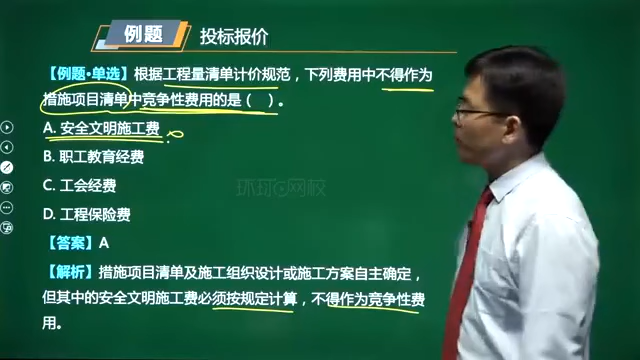 例题 投标报价
【例题·单选】根据工程量清单计价规范，下列费用中不得作为
措施项目清单中竞争性费用的是（ ）。
A. 安全文明施工费
B. 职工教育经费
C. 工会经费
D. 工程保险费
环球网校
【答案】A
【解析】措施项目清单及施工组织设计或施工方案自主确定，
但其中的安全文明施工费必须按规定计算，不得作为竞争性费
用。